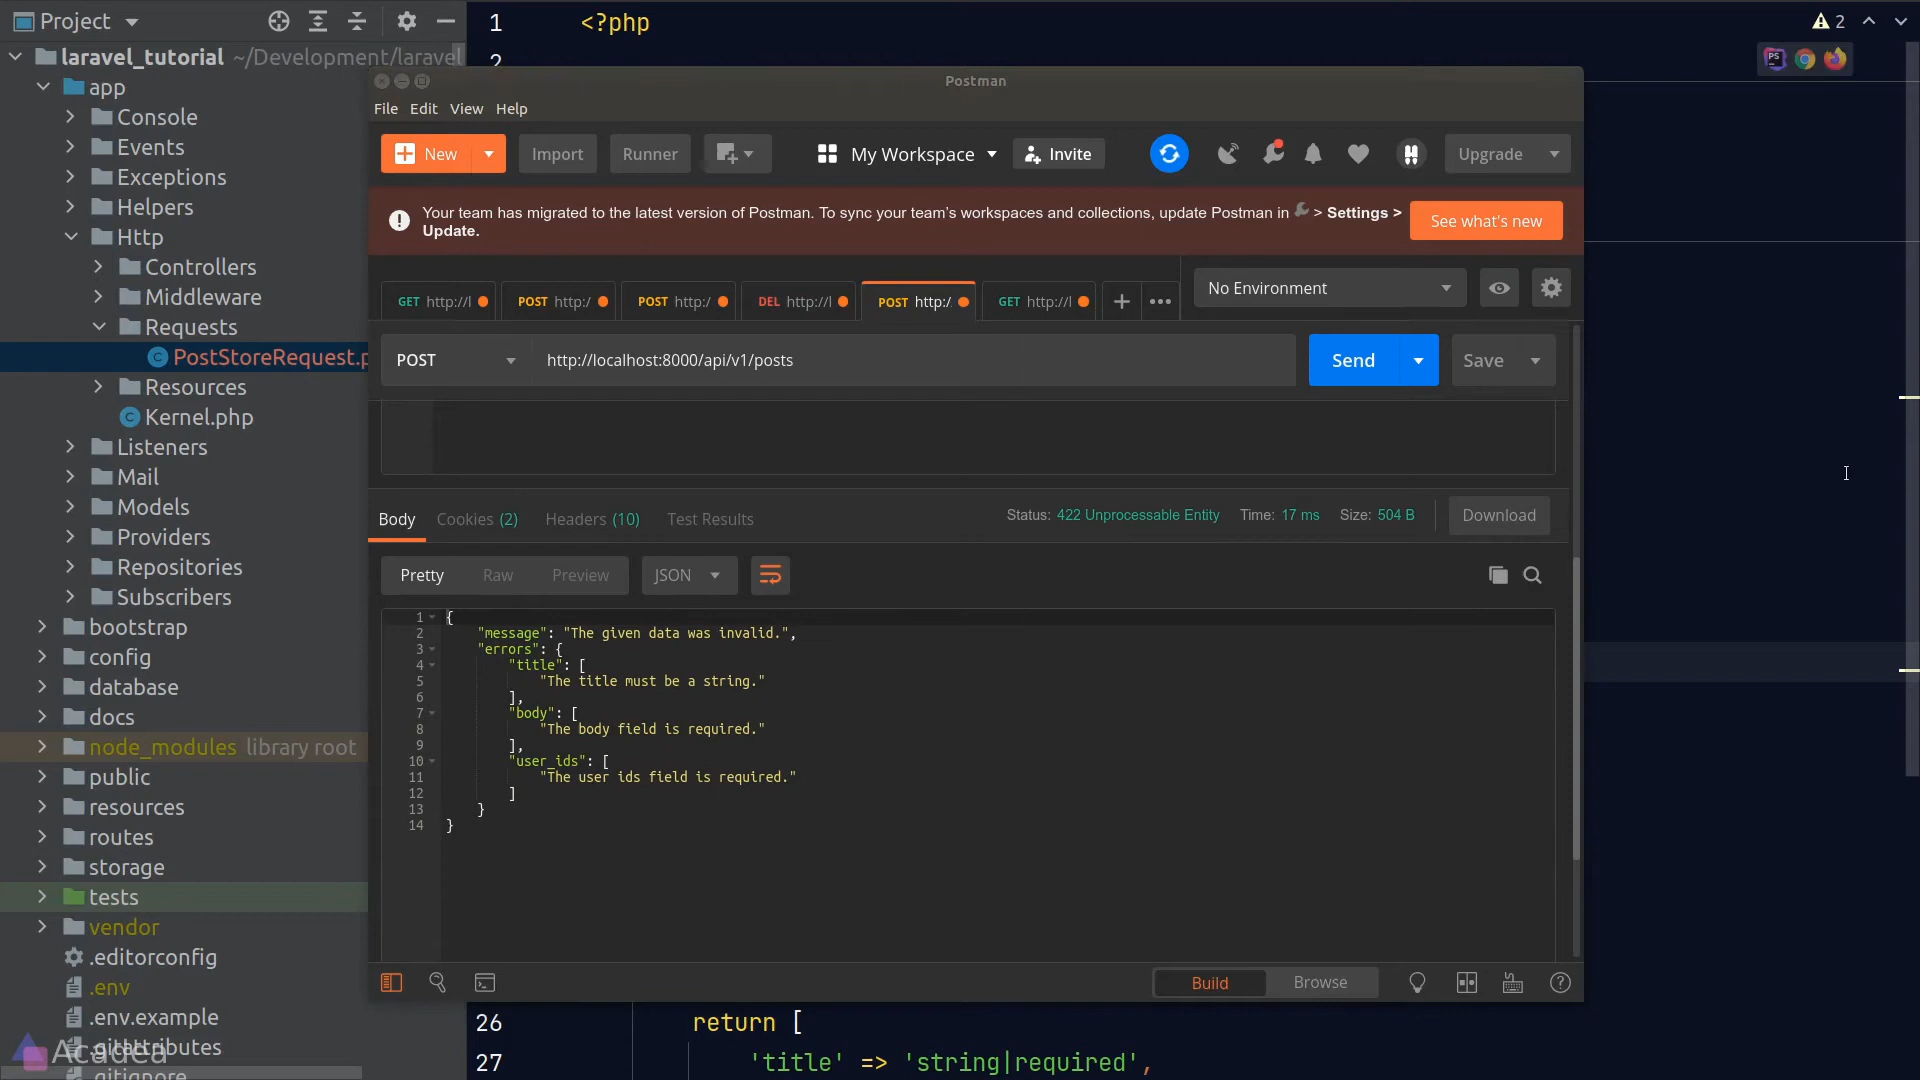 Project
laravel_tutorial ~/Development/laravel
app
Console
Events
Exceptions
Helpers
Http
Controllers
Middleware
Requests
PostStoreRequest.p
Resources
Kernel.php
Listeners
Mail
Models
Providers
Repositories
Subscribers
bootstrap
config
database
docs
node_modules library root
public
resources
routes
storage
tests
vendor
.editorconfig
.env
.env.example
.gitattributes
.gitignore
Acadea
1 <?php
2
2
PS
Postman
File Edit View Help
New Import Runner My Workspace Invite Upgrade
Your team has migrated to the latest version of Postman. To sync your team's workspaces and collections, update Postman in > Settings >
Update.
See what's new
GET http://l POST http:/ POST http:/ DEL http://l POST http:/ GET http://l
No Environment
POST http://localhost:8000/api/v1/posts Send Save
Body Cookies (2) Headers (10) Test Results Status: 422 Unprocessable Entity Time: 17 ms Size: 504 B Download
Pretty Raw Preview JSON
1 {
2 "message": "The given data was invalid.",
3 "errors": {
4 "title": [
5 "The title must be a string."
6 ],
7 "body": [
8 "The body field is required."
9 ],
10 "user_ids": [
11 "The user ids field is required."
12 ]
13 }
14 }
Build Browse
26 return [
27 'title' => 'string|required',